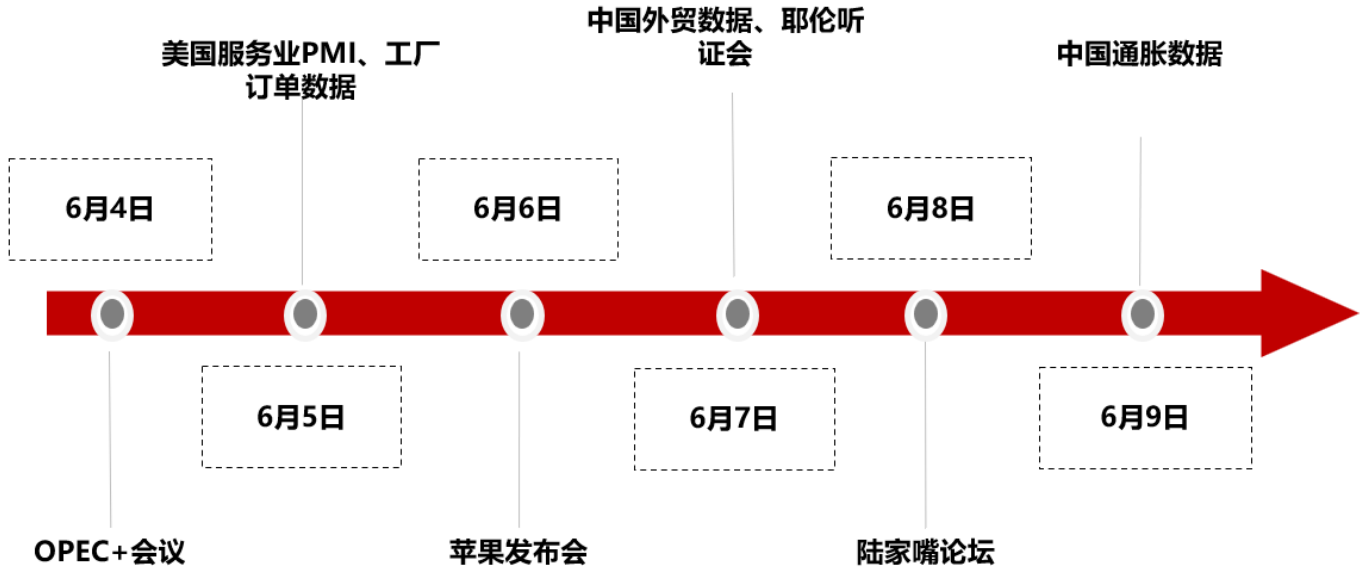 中国外贸数据、耶伦听
证会
美国服务业PMI、工厂
订单数据
中国通胀数据
6月4日
6月6日
6月8日
6月5日
6月7日
6月9日
OPEC+会议
苹果发布会
陆家嘴论坛